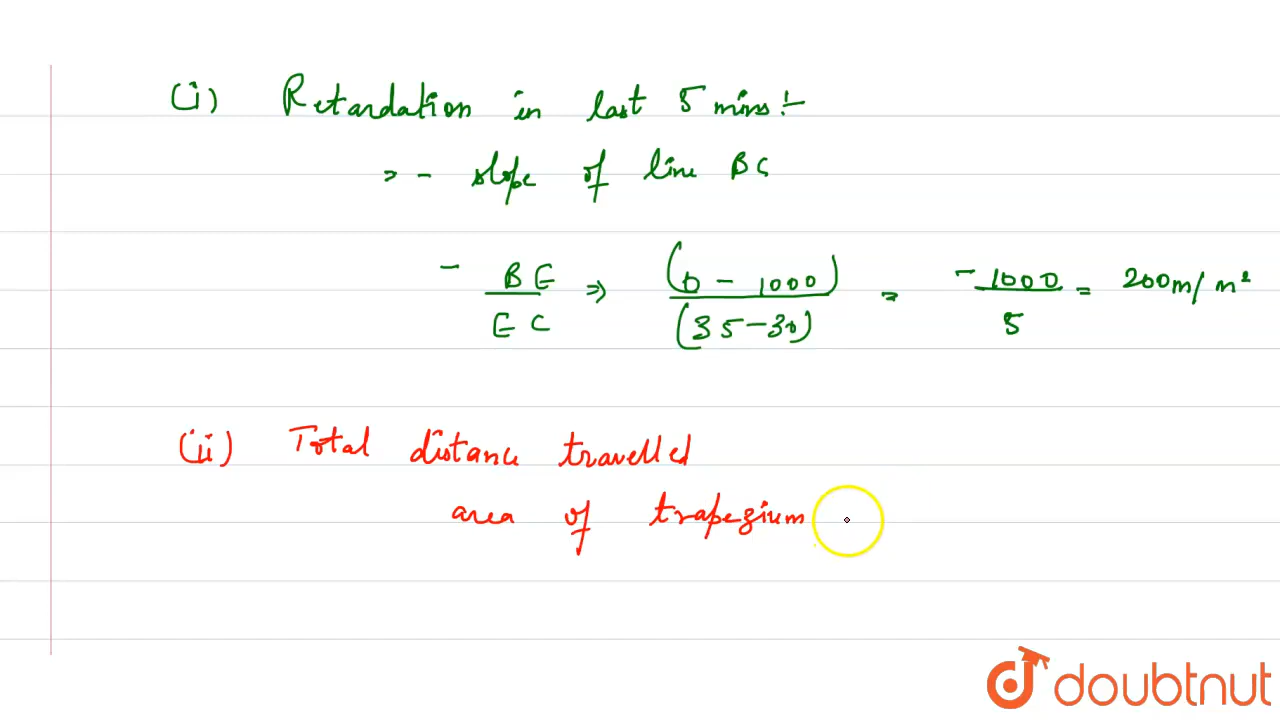 (i) Retardation in last 5 mins :-
⇒ - slope of line BC
- BE/EC ⇒ (0 - 1000)/(35-30) = -1000/5 = 200m/m²
(ii) Total distance travelled
area of trapezium
doubtnut